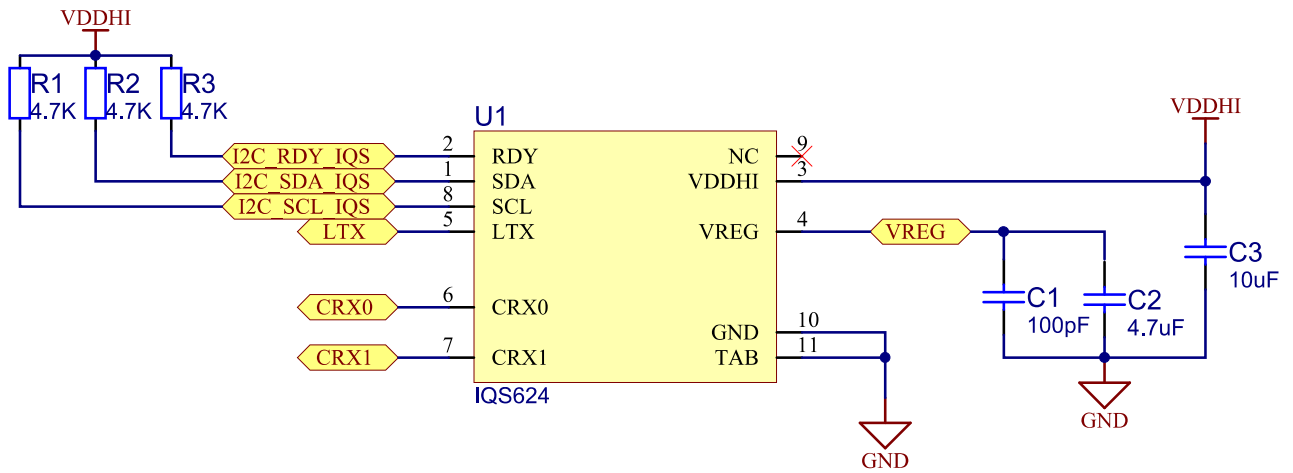 VDDHI
R1
4.7K
R2
4.7K
R3
4.7K
U1
I2C_RDY_IQS
2
RDY
I2C_SDA_IQS
1
SDA
I2C_SCL_IQS
8
SCL
LTX
5
LTX
CRX0
6
CRX0
CRX1
7
CRX1
IQS624
NC
9
VDDHI
3
VREG
4
VREG
GND
10
TAB
11
GND
VDDHI
C1
100pF
C2
4.7uF
C3
10uF
GND